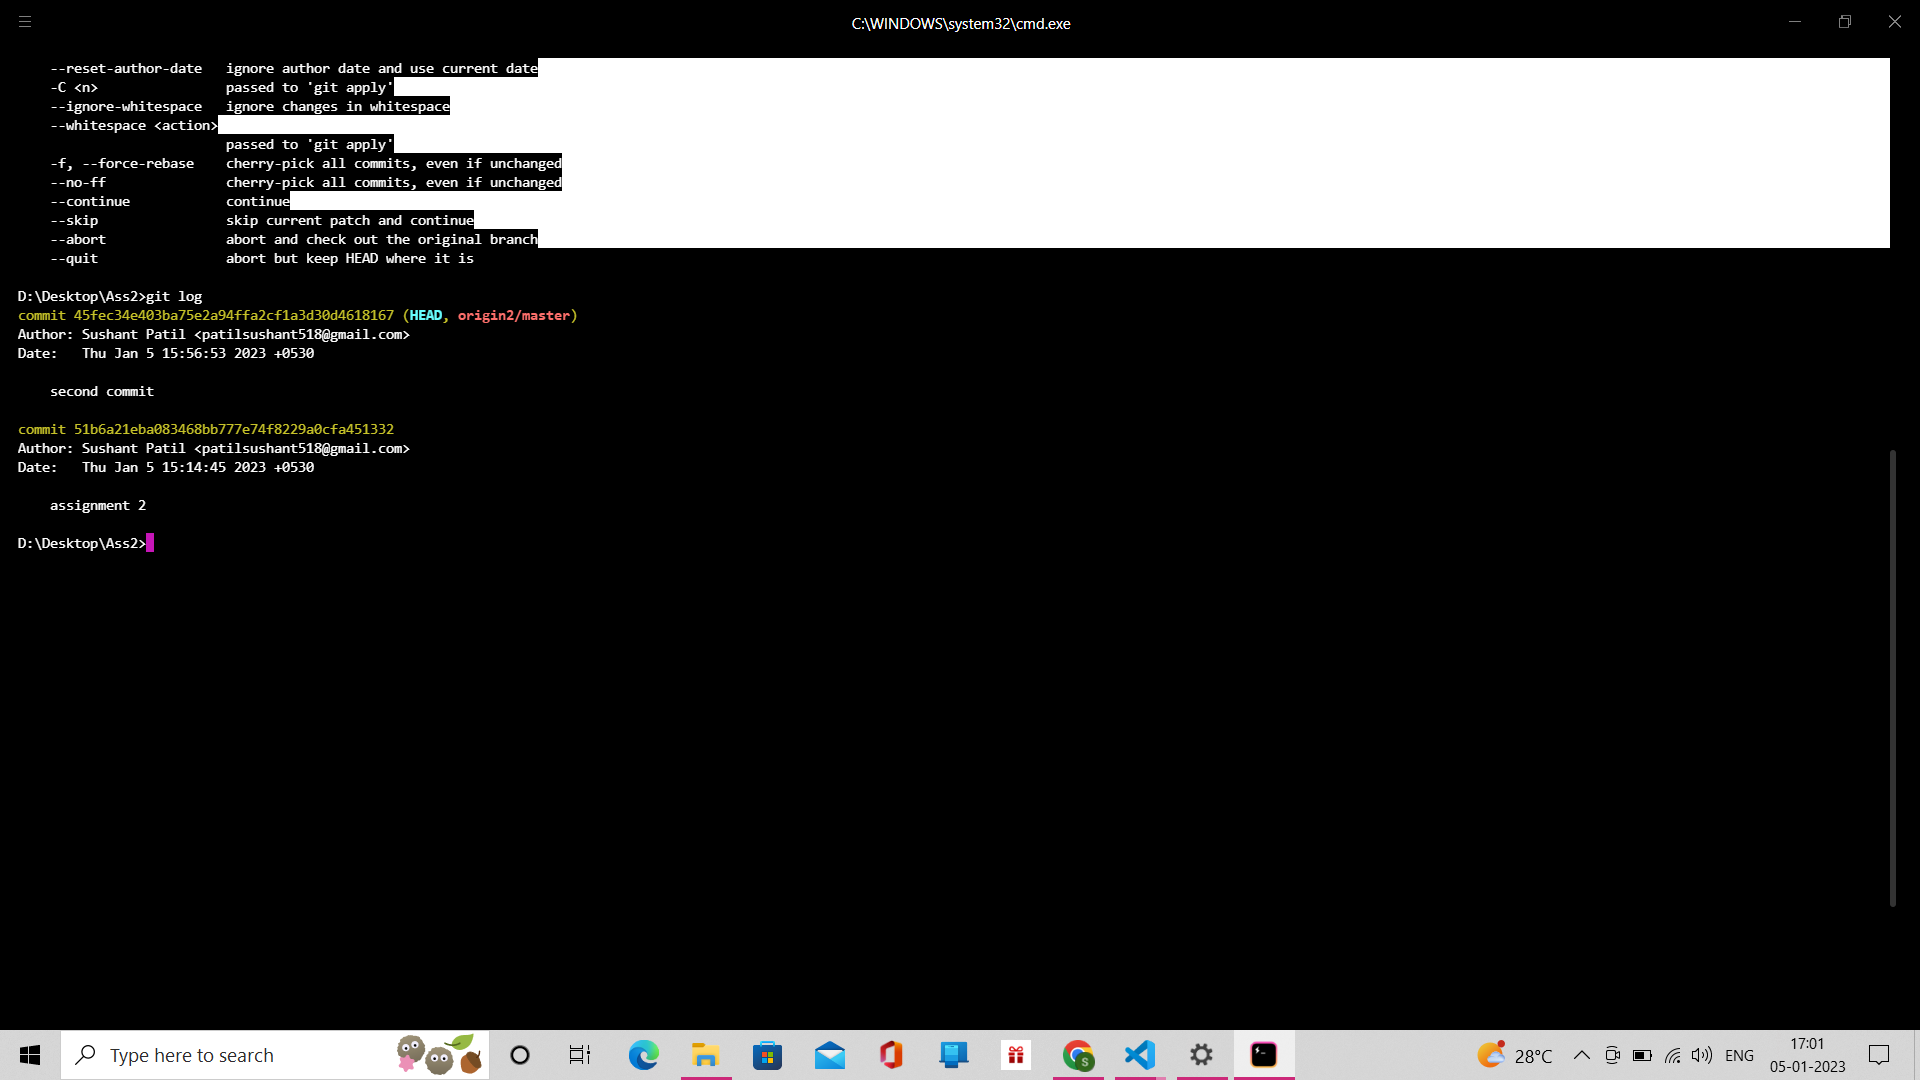 C:\WINDOWS\system32\cmd.exe
--reset-author-date   ignore author date and use current date
-C <n>                passed to 'git apply'
--ignore-whitespace   ignore changes in whitespace
--whitespace <action>
passed to 'git apply'
-f, --force-rebase    cherry-pick all commits, even if unchanged
--no-ff               cherry-pick all commits, even if unchanged
--continue            continue
--skip                skip current patch and continue
--abort               abort and check out the original branch
--quit                abort but keep HEAD where it is
D:\Desktop\Ass2>git log
commit 45fec34e403ba75e2a94ffa2cf1a3d30d4618167 (HEAD, origin2/master)
Author: Sushant Patil <patilsushant518@gmail.com>
Date:   Thu Jan 5 15:56:53 2023 +0530
second commit
commit 51b6a21eba083468bb777e74f8229a0cfa451332
Author: Sushant Patil <patilsushant518@gmail.com>
Date:   Thu Jan 5 15:14:45 2023 +0530
assignment 2
D:\Desktop\Ass2>
Type here to search
S
28°C
ENG
17:01
05-01-2023